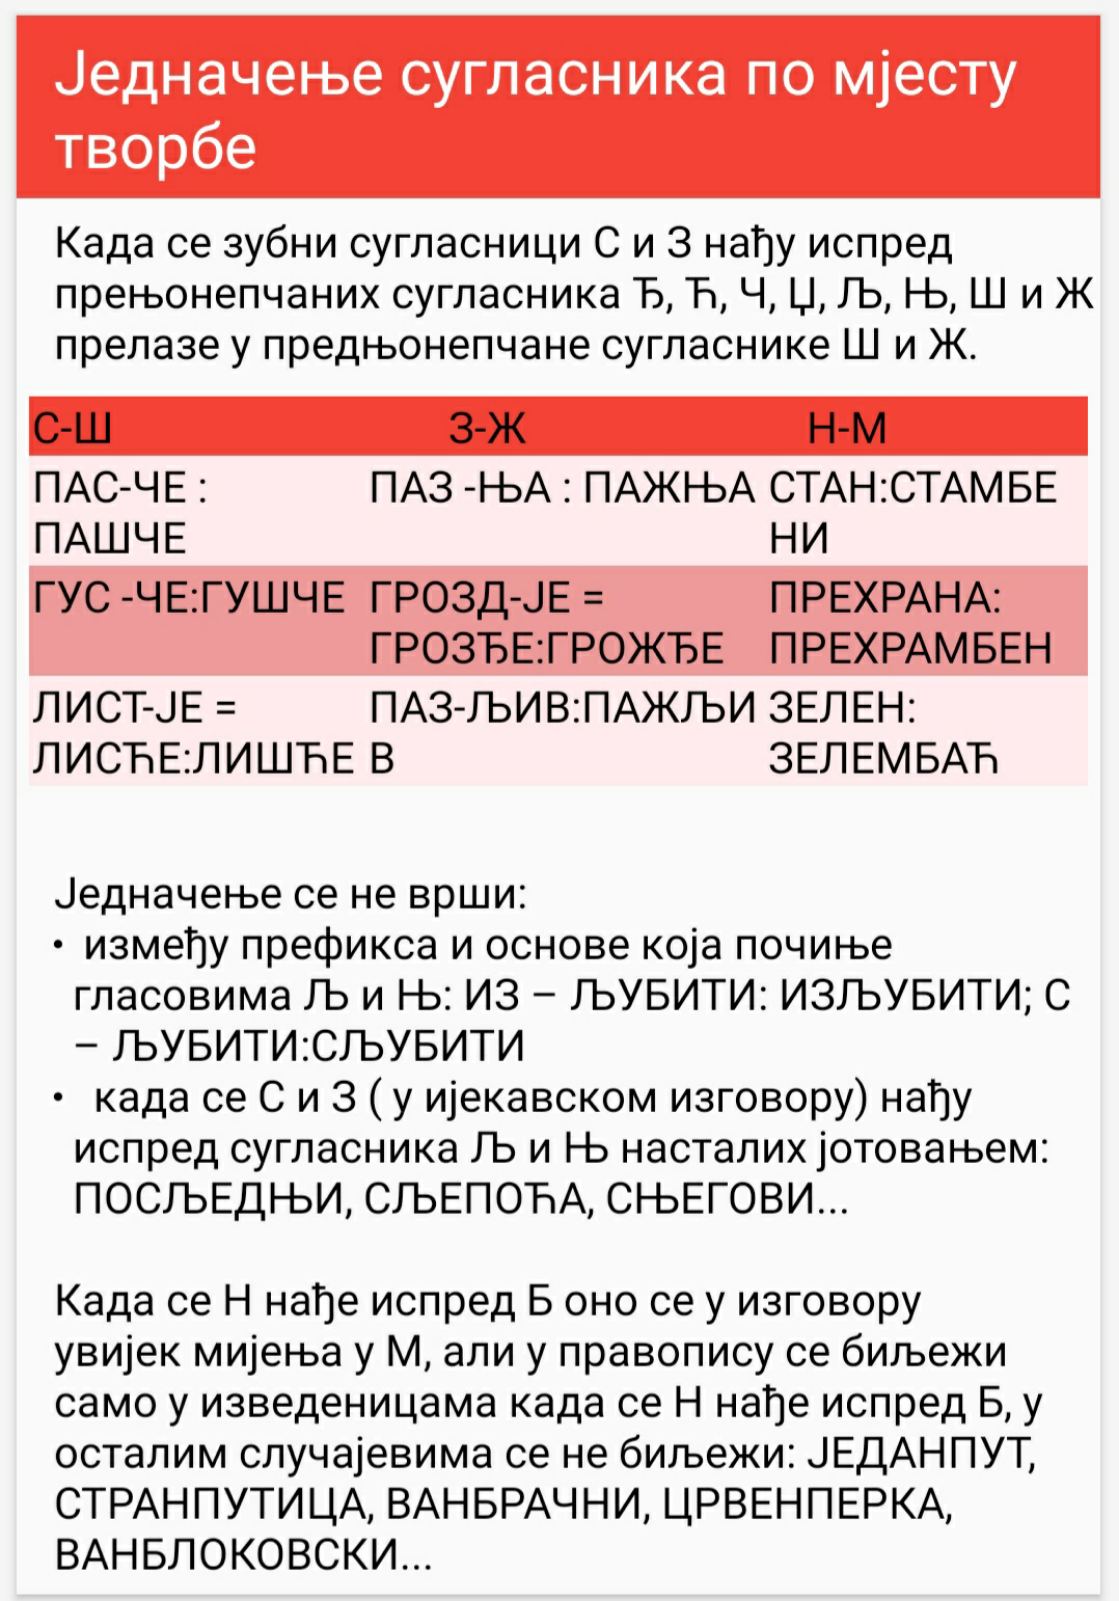 Једначење сугласника по мјесту
творбе
Када се зубни сугласници С и З нађу испред
прењонепчаних сугласника Ђ, Ћ, Ч, Џ, Љ, Њ, Ш и Ж
прелазе у предњонепчане сугласнике Ш и Ж.
С-Ш З-Ж Н-М
ПАС-ЧЕ : ПАЗ -ЊА : ПАЖЊА СТАН:СТАМБЕ
ПАШЧЕ НИ
ГУС -ЧЕ:ГУШЧЕ ГРОЗД-ЈЕ = ПРЕХРАНА:
ГРОЗЂЕ:ГРОЖЂЕ ПРЕХРАМБЕН
ЛИСТ-ЈЕ = ПАЗ-ЉИВ:ПАЖЉИ ЗЕЛЕН:
ЛИСЋЕ:ЛИШЋЕ В ЗЕЛЕМБАЋ
Једначење се не врши:
• између префикса и основе која почиње
гласовима Љ и Њ: ИЗ – ЉУБИТИ: ИЗЉУБИТИ; С
– ЉУБИТИ:СЉУБИТИ
• када се С и З ( у ијекавском изговору) нађу
испред сугласника Љ и Њ насталих јотовањем:
ПОСЉЕДЊИ, СЉЕПОЋА, СЊЕГОВИ...
Када се Н нађе испред Б оно се у изговору
увијек мијења у М, али у правопису се биљежи
само у изведеницама када се Н нађе испред Б, у
осталим случајевима се не биљежи: ЈЕДАНПУТ,
СТРАНПУТИЦА, ВАНБРАЧНИ, ЦРВЕНПЕРКА,
ВАНБЛОКОВСКИ...